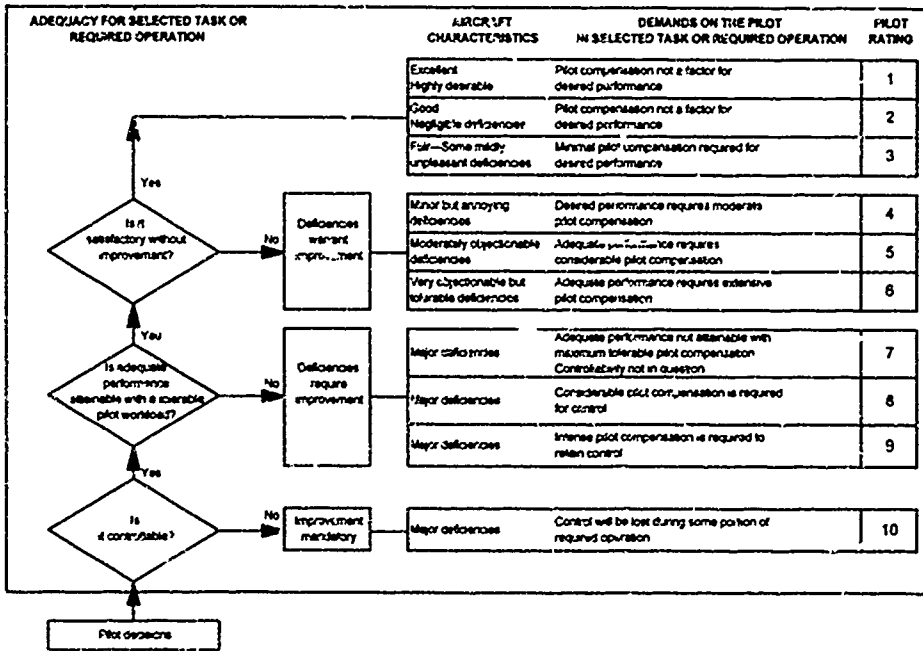 ADEQUACY FOR SELECTED TASK OR
REQUIRED OPERATION
AIRCRAFT
CHARACTERISTICS
DEMANDS ON THE PILOT
IN SELECTED TASK OR REQUIRED OPERATION
PILOT
RATING
Excellent
Highly desirable
Pilot compensation not a factor for
desired performance
1
Good
Negligible deficiencies
Pilot compensation not a factor for
desired performance
2
Fair—Some mildly
unpleasant deficiencies
Minimal pilot compensation required for
desired performance
3
Yes
Is it
satisfactory without
improvement?
No
Deficiencies
warrant
improvement
Minor but annoying
deficiencies
Desired performance requires moderate
pilot compensation
4
Moderately objectionable
deficiencies
Adequate performance requires
considerable pilot compensation
5
Very objectionable but
tolerable deficiencies
Adequate performance requires extensive
pilot compensation
6
Yes
Is adequate
performance
attainable with a tolerable
pilot workload?
No
Deficiencies
require
improvement
Major deficiencies
Adequate performance not attainable with
maximum tolerable pilot compensation
Controllability not in question
7
Major deficiencies
Considerable pilot compensation is required
for control
8
Major deficiencies
Intense pilot compensation is required to
retain control
9
Yes
Is
it controllable?
No
Improvement
mandatory
Major deficiencies
Control will be lost during some portion of
required operation
10
Pilot decisions